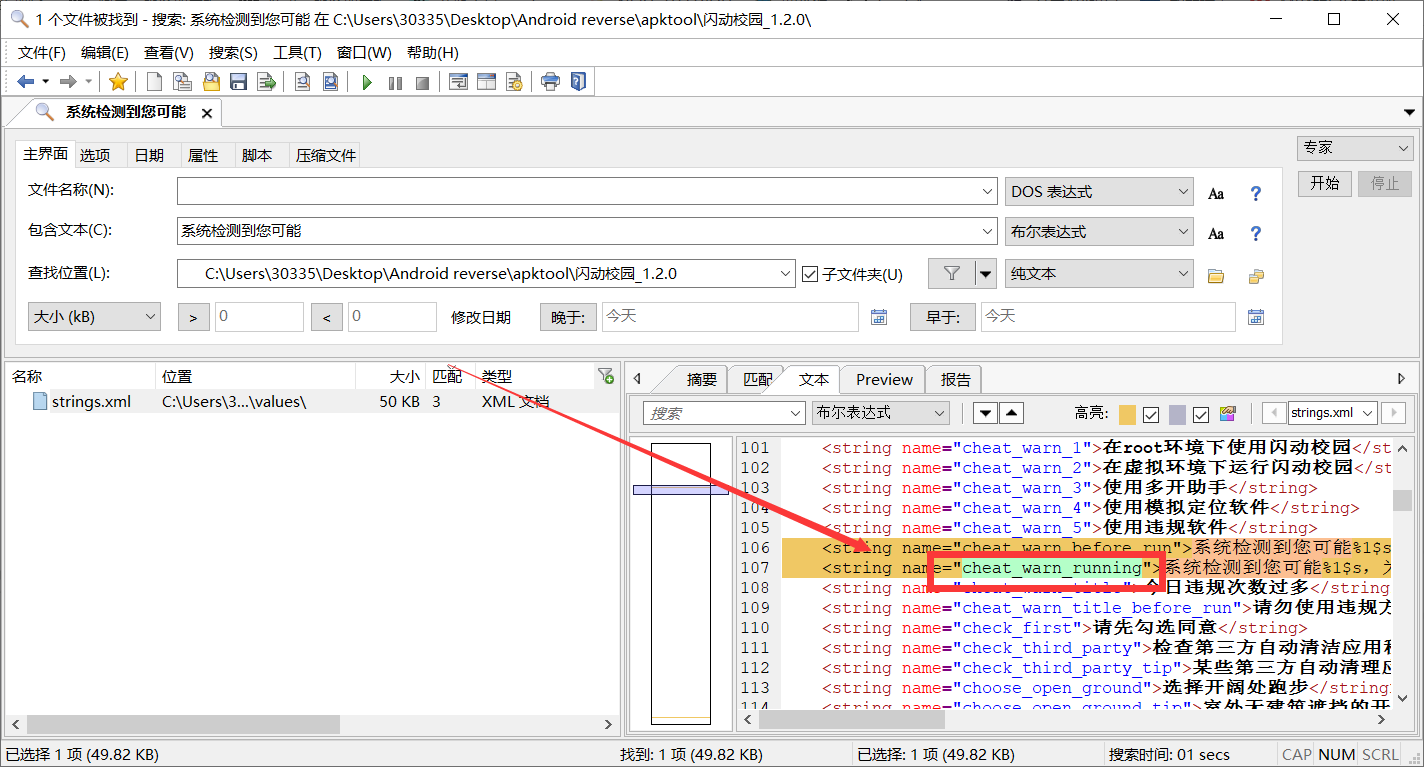 1 个文件被找到 - 搜索: 系统检测到您可能 在 C:\Users\30335\Desktop\Android reverse\apktool\闪动校园_1.2.0\
文件(F) 编辑(E) 查看(V) 搜索(S) 工具(T) 窗口(W) 帮助(H)
系统检测到您可能
主界面 选项 日期 属性 脚本 压缩文件
专家
文件名称(N): DOS 表达式 Aa ?
开始 停止
包含文本(C): 系统检测到您可能 布尔表达式 Aa ?
查找位置(L): C:\Users\30335\Desktop\Android reverse\apktool\闪动校园_1.2.0 子文件夹(U) 纯文本
大小 (kB) > 0 < 0 修改日期 晚于: 今天 早于: 今天
名称 位置 大小 匹配 类型
strings.xml C:\Users\3...\values\ 50 KB 3 XML 文档
摘要 匹配 文本 Preview 报告
搜索 布尔表达式 高亮: strings.xml
101 <string name="cheat_warn_1">在root环境下使用闪动校园</st
102 <string name="cheat_warn_2">在虚拟环境下运行闪动校园</st
103 <string name="cheat_warn_3">使用多开助手</string>
104 <string name="cheat_warn_4">使用模拟定位软件</string>
105 <string name="cheat_warn_5">使用违规软件</string>
106 <string name="cheat_warn_before_run">系统检测到您可能%1$s
107 <string name="cheat_warn_running">系统检测到您可能%1$s，为
108 <string name="cheat_warn_title">今日违规次数过多</string>
109 <string name="cheat_warn_title_before_run">请勿使用违规方
110 <string name="check_first">请先勾选同意</string>
111 <string name="check_third_party">检查第三方自动清洁应用程
112 <string name="check_third_party_tip">某些第三方自动清理应
113 <string name="choose_open_ground">选择开阔处跑步</string>
114 <string name="choose_open_ground_tip">室外无建筑遮挡的开
已选择 1 项 (49.82 KB) 找到: 1 项 (49.82 KB) 已选择: 1 项 (49.82 KB) 搜索时间: 01 secs CAP NUM SCRL